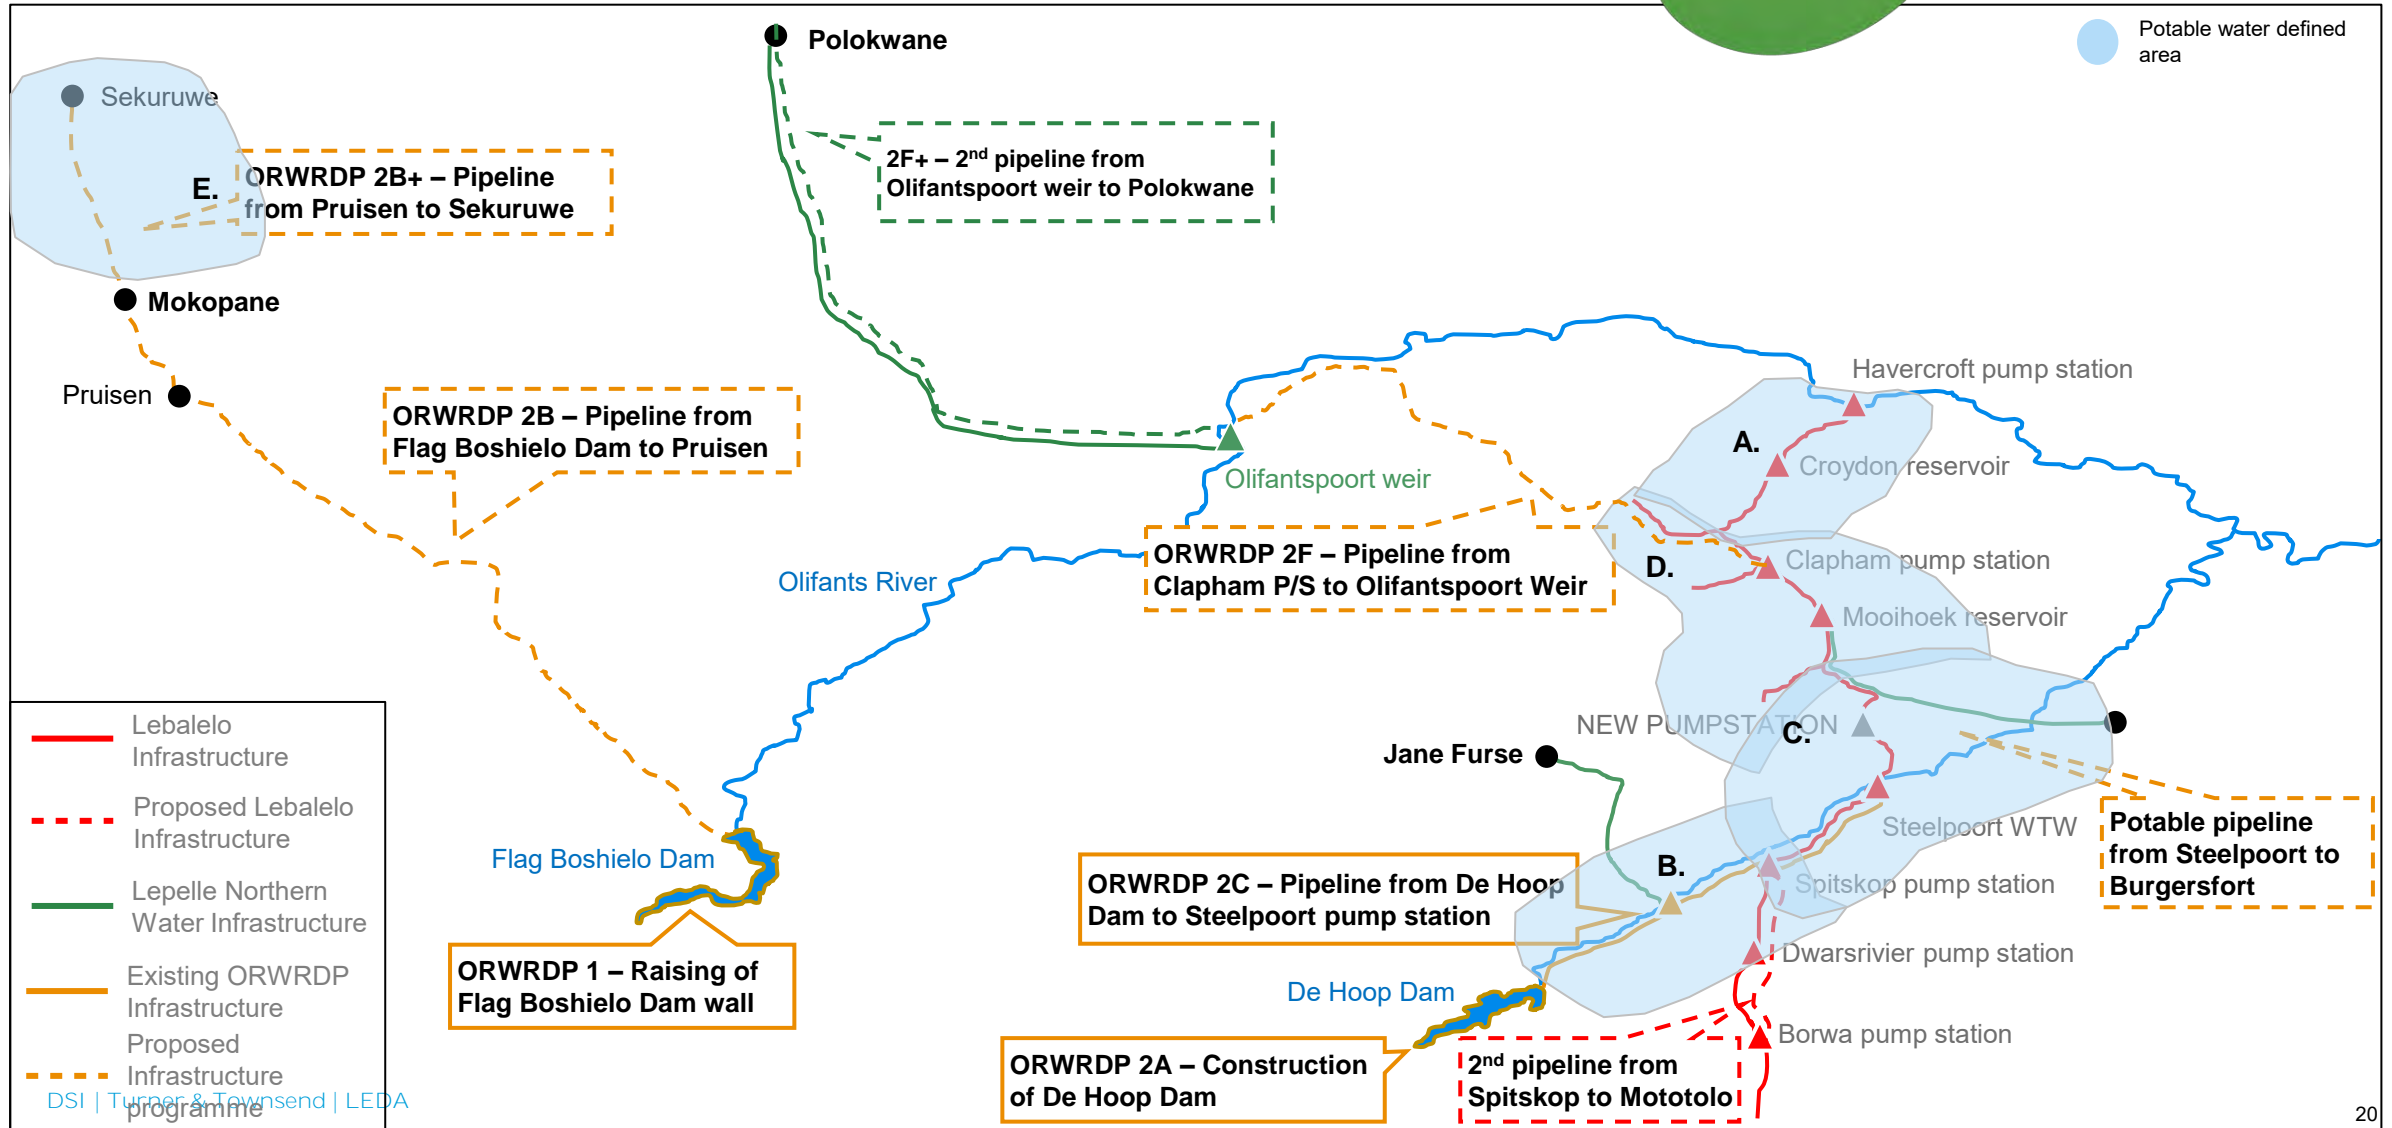 Polokwane
Potable water defined
area
Sekuruwe
2F+ – 2nd pipeline from
Olifantspoort weir to Polokwane
E.
ORWRDP 2B+ – Pipeline
from Pruisen to Sekuruwe
Mokopane
Pruisen
ORWRDP 2B – Pipeline from
Flag Boshielo Dam to Pruisen
Havercroft pump station
A.
Croydon reservoir
Olifantspoort weir
ORWRDP 2F – Pipeline from
Clapham P/S to Olifantspoort Weir
D.
Clapham pump station
Olifants River
Mooihoek reservoir
NEW PUMPSTATION
C.
Jane Furse
Steelpoort WTW
Potable pipeline
from Steelpoort to
Burgersfort
Flag Boshielo Dam
B.
ORWRDP 2C – Pipeline from De Hoop
Dam to Steelpoort pump station
Spitskop pump station
Dwarsrivier pump station
ORWRDP 1 – Raising of
Flag Boshielo Dam wall
De Hoop Dam
Borwa pump station
ORWRDP 2A – Construction
of De Hoop Dam
2nd pipeline from
Spitskop to Mototolo
Lebalelo
Infrastructure
Proposed Lebalelo
Infrastructure
Lepelle Northern
Water Infrastructure
Existing ORWRDP
Infrastructure
Proposed
Infrastructure
programme
DSI | Turner & Townsend | LEDA
20